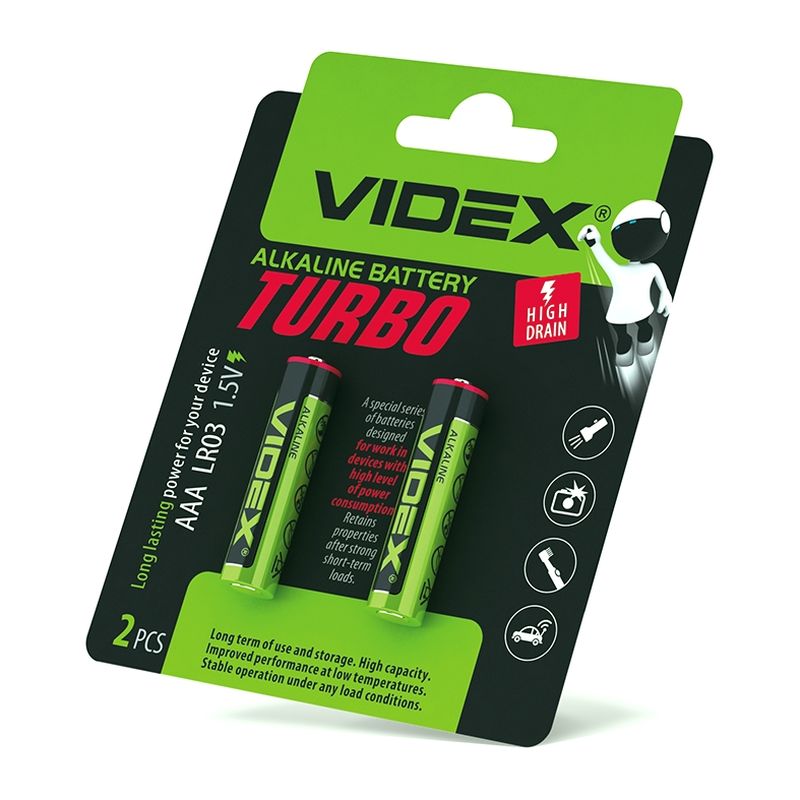 VIDEX®
ALKALINE BATTERY
TURBO
HIGH
DRAIN
Long lasting power for your device
AAA LR03 1.5V
A special series
of batteries
designed
for work in
devices with
high level
of power
consumption
Retains
properties
after strong
short-term
loads.
VIDEX®
ALKALINE
VIDEX®
ALKALINE
2 PCS
Long term of use and storage. High capacity.
Improved performance at low temperatures.
Stable operation under any load conditions.